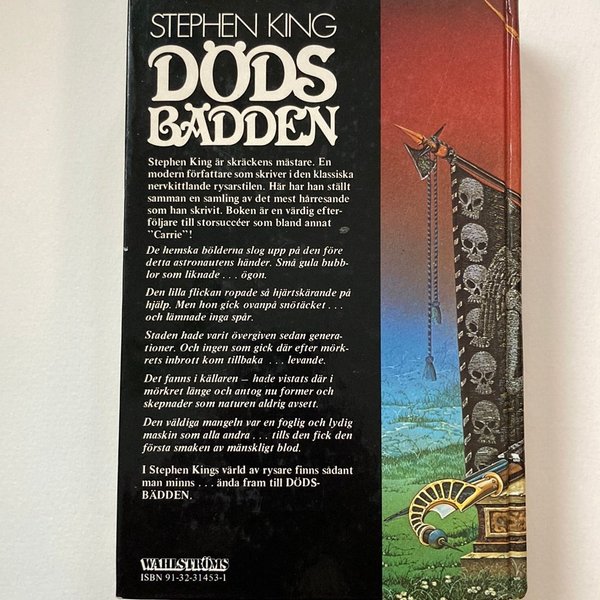 STEPHEN KING
DÖDS
BÄDDEN
Stephen King är skräckens mästare. En
modern författare som skriver i den klassiska
nervkittlande rysarstilen. Här har han ställt
samman en samling av det mest hårresande
som han skrivit. Boken är en värdig efter-
följare till storsuccéer som bland annat
"Carrie"!
De hemska bölderna slog upp på den före
detta astronautens händer. Små gula bubb-
lor som liknade . . . ögon.
Den lilla flickan ropade så hjärtskärande på
hjälp. Men hon gick ovanpå snötäcket . . .
och lämnade inga spår.
Staden hade varit övergiven sedan genera-
tioner. Och ingen som gick där efter mörk-
rets inbrott kom tillbaka . . . levande.
Det fanns i källaren — hade vistats där i
mörkret länge och antog nu former och
skepnader som naturen aldrig avsett.
Den väldiga mangeln var en foglig och lydig
maskin som alla andra . . . tills den fick den
första smaken av mänskligt blod.
I Stephen Kings värld av rysare finns sådant
man minns . . . ända fram till DÖDS-
BÄDDEN.
WAHLSTRÖMS
ISBN 91-32-31453-1